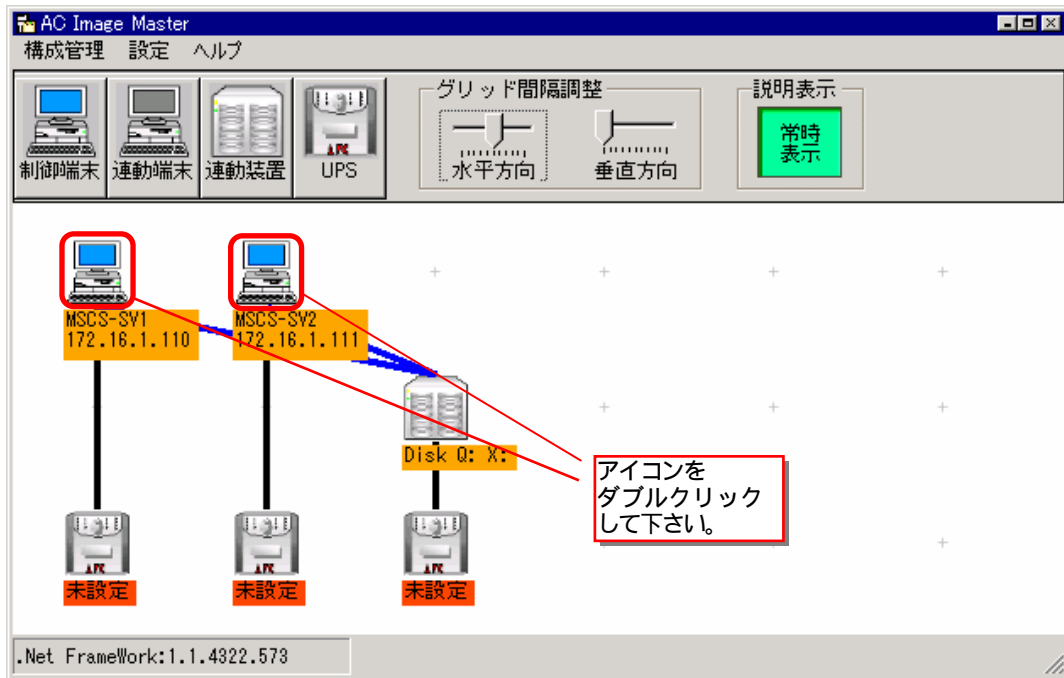 AC Image Master
構成管理 設定 ヘルプ
グリッド間隔調整
説明表示
常時
表示
制御端末 連動端末 連動装置 UPS
水平方向 垂直方向
MSCS-SV1
172.16.1.110
MSCS-SV2
172.16.1.111
Disk Q: X:
アイコンを
ダブルクリック
して下さい。
未設定 未設定 未設定
.Net FrameWork:1.1.4322.573